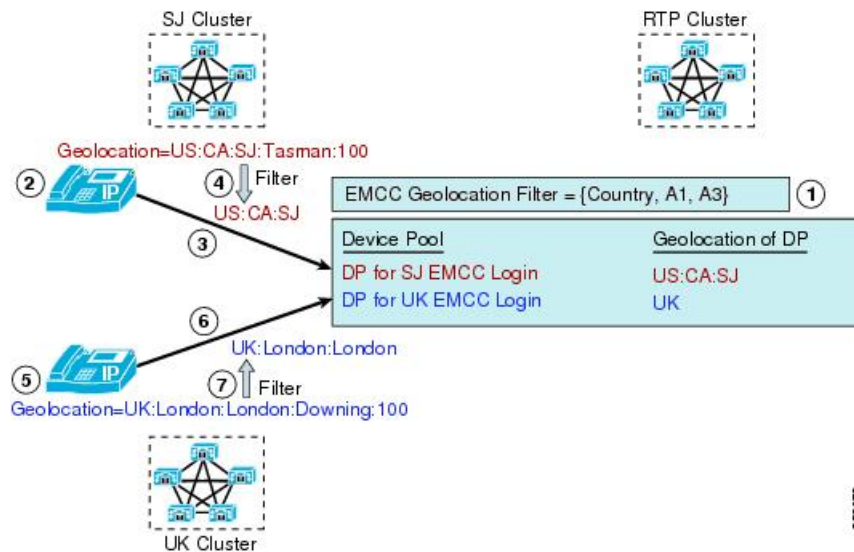 SJ Cluster
RTP Cluster
Geolocation=US:CA:SJ:Tasman:100
2
IP
4
Filter
US:CA:SJ
3
EMCC Geolocation Filter = {Country, A1, A3}
1
Device Pool
Geolocation of DP
DP for SJ EMCC Login
US:CA:SJ
DP for UK EMCC Login
UK
6
UK:London:London
5
IP
7
Filter
Geolocation=UK:London:London:Downing:100
UK Cluster